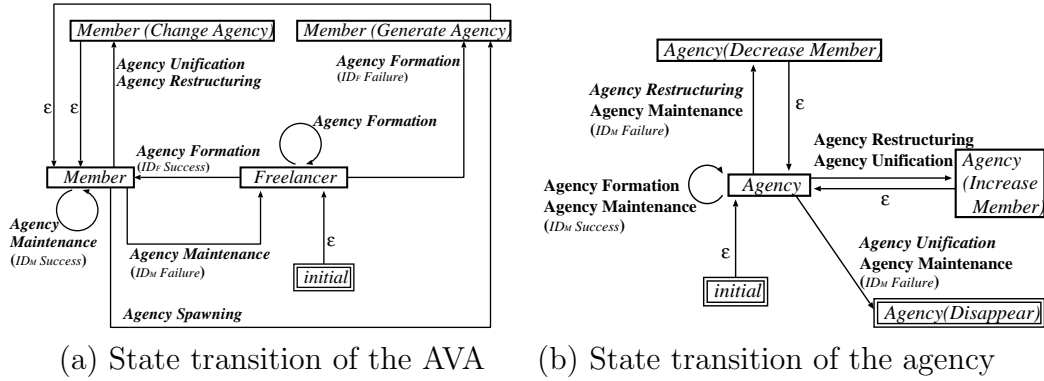 Member (Change Agency)
Member (Generate Agency)
Agency Unification
Agency Restructuring
Agency Formation
(IDF Failure)
ε
ε
Agency Formation
Agency Formation
(IDF Success)
Member
Freelancer
Agency
Maintenance
(IDM Success)
Agency Maintenance
(IDM Failure)
ε
initial
Agency Spawning
(a) State transition of the AVA
Agency(Decrease Member)
Agency Restructuring
Agency Maintenance
(IDM Failure)
ε
Agency Restructuring
Agency Unification
Agency Formation
Agency Maintenance
(IDM Success)
Agency
Agency
(Increase
Member)
ε
ε
initial
Agency Unification
Agency Maintenance
(IDM Failure)
Agency(Disappear)
(b) State transition of the agency